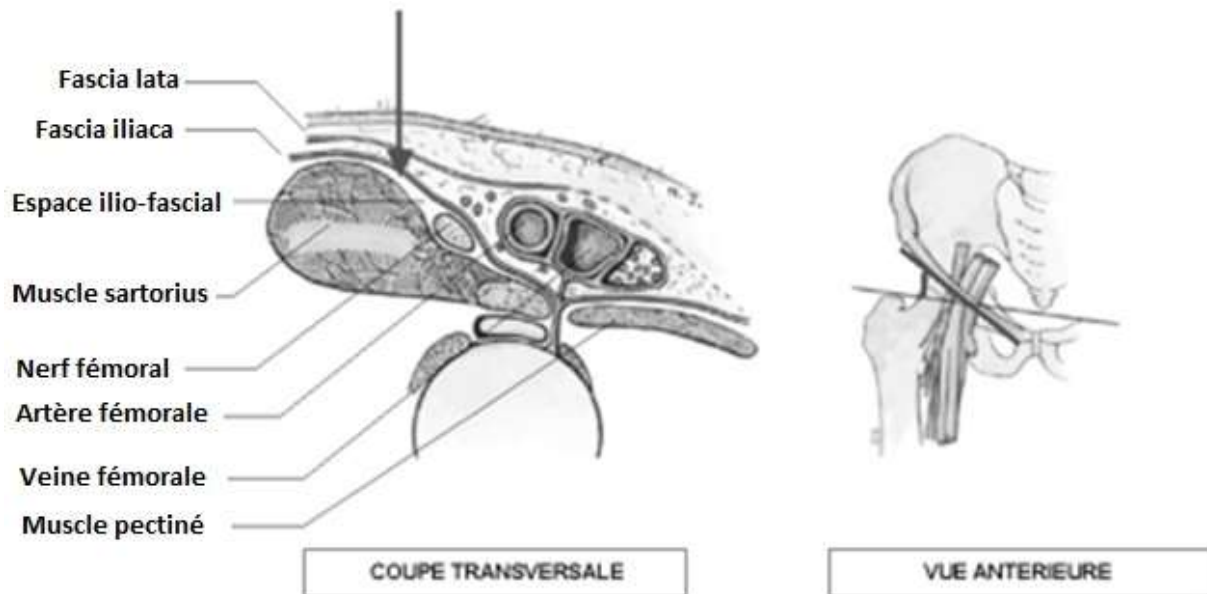 Fascia lata
Fascia iliaca
Espace ilio-fascial
Muscle sartorius
Nerf fémoral
Artère fémorale
Veine fémorale
Muscle pectiné
COUPE TRANSVERSALE
VUE ANTERIEURE